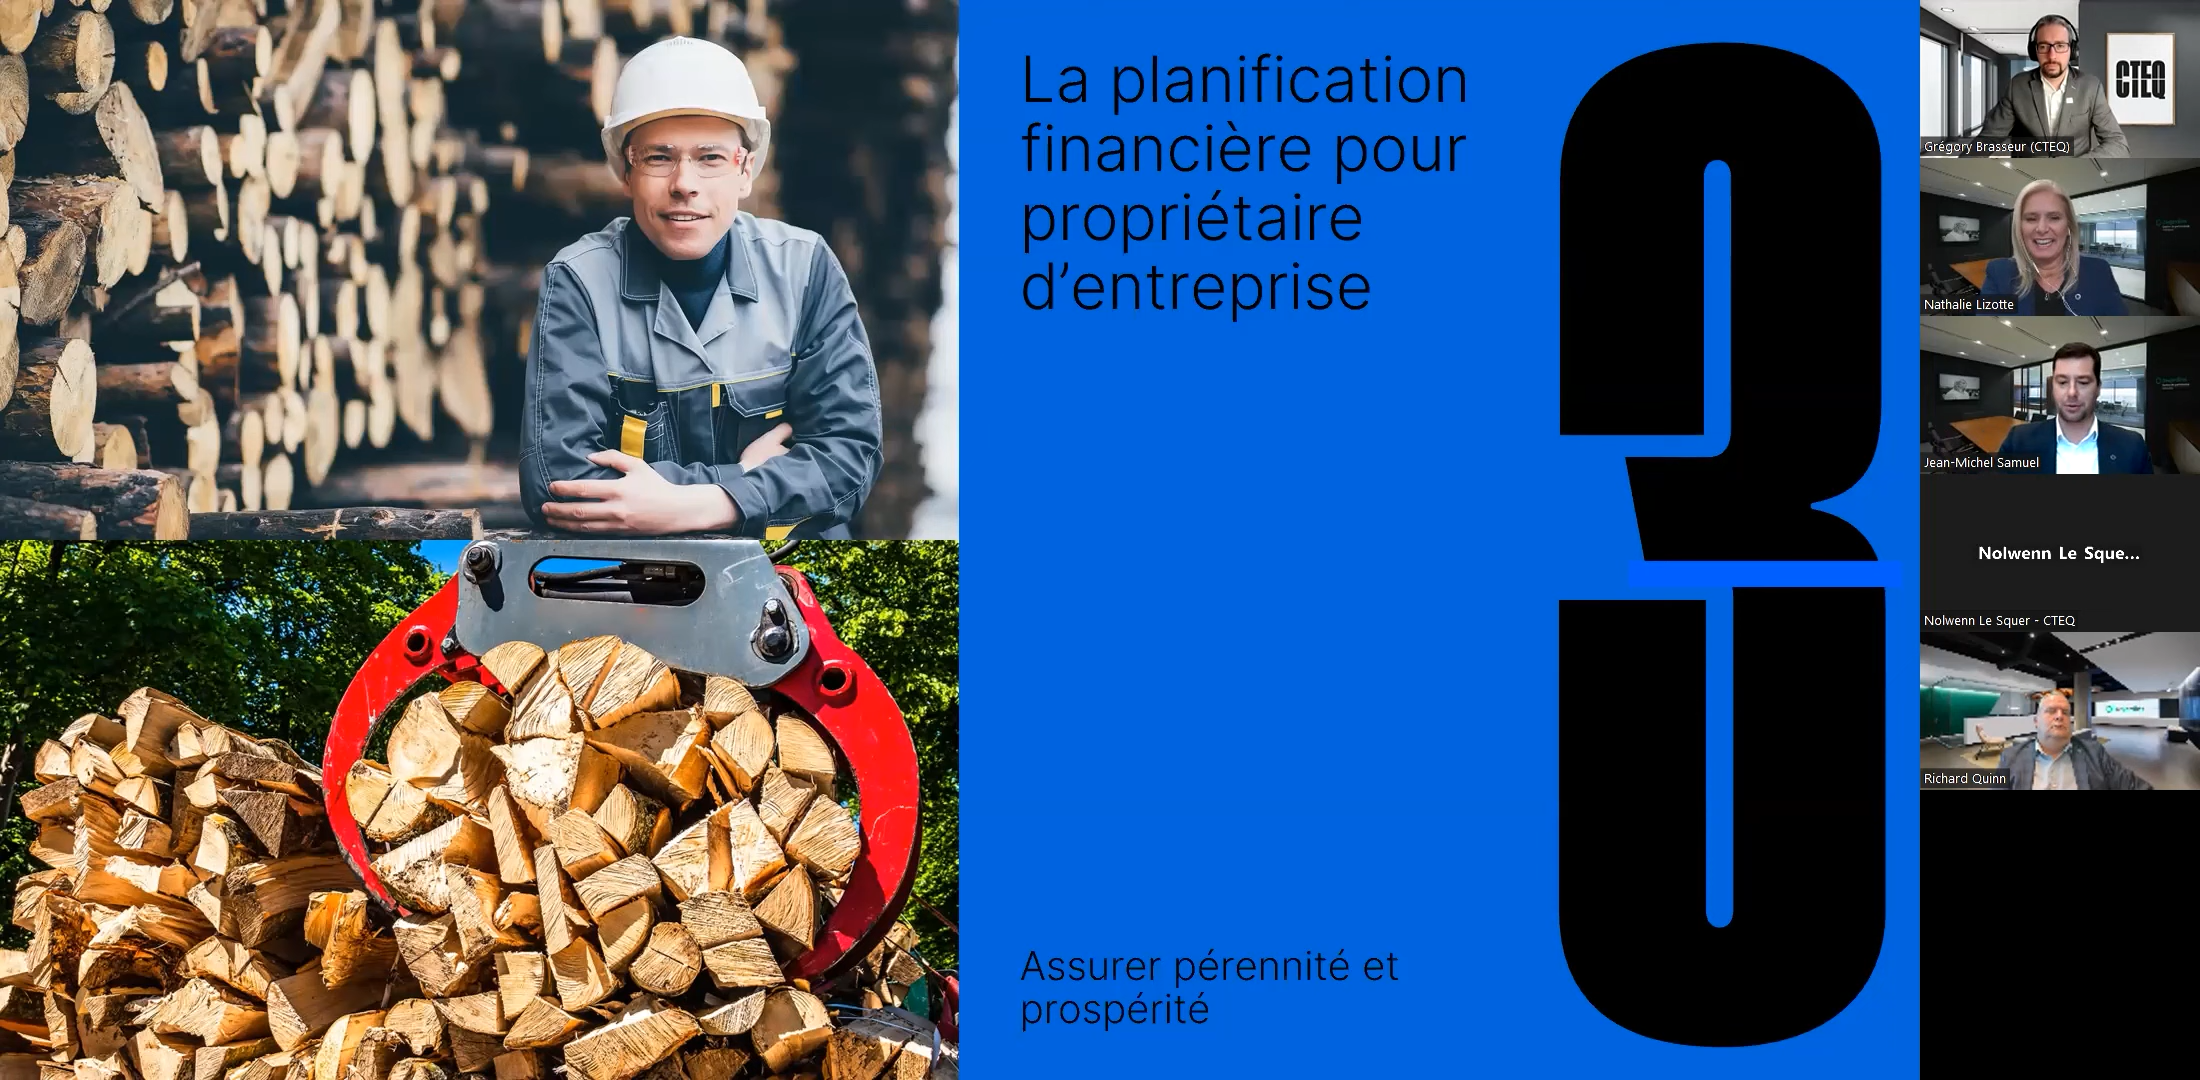 La planification
financière pour
propriétaire
d’entreprise
Assurer pérennité et
prospérité
CTEQ
Grégory Brasseur (CTEQ)
Nathalie Lizotte
Jean-Michel Samuel
Nolwenn Le Sque...
Nolwenn Le Squer - CTEQ
Richard Quinn